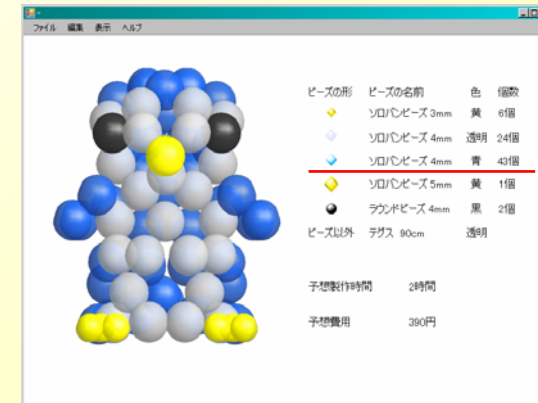 ファイル 編集 表示 ヘルプ
ビーズの形 ビーズの名前 色 個数
ソロバンビーズ 3mm 黄 6個
ソロバンビーズ 4mm 透明 24個
ソロバンビーズ 4mm 青 43個
ソロバンビーズ 5mm 黄 1個
ラウンドビーズ 4mm 黒 2個
ビーズ以外 テグス 90cm 透明
予想製作時間 2時間
予想費用 390円